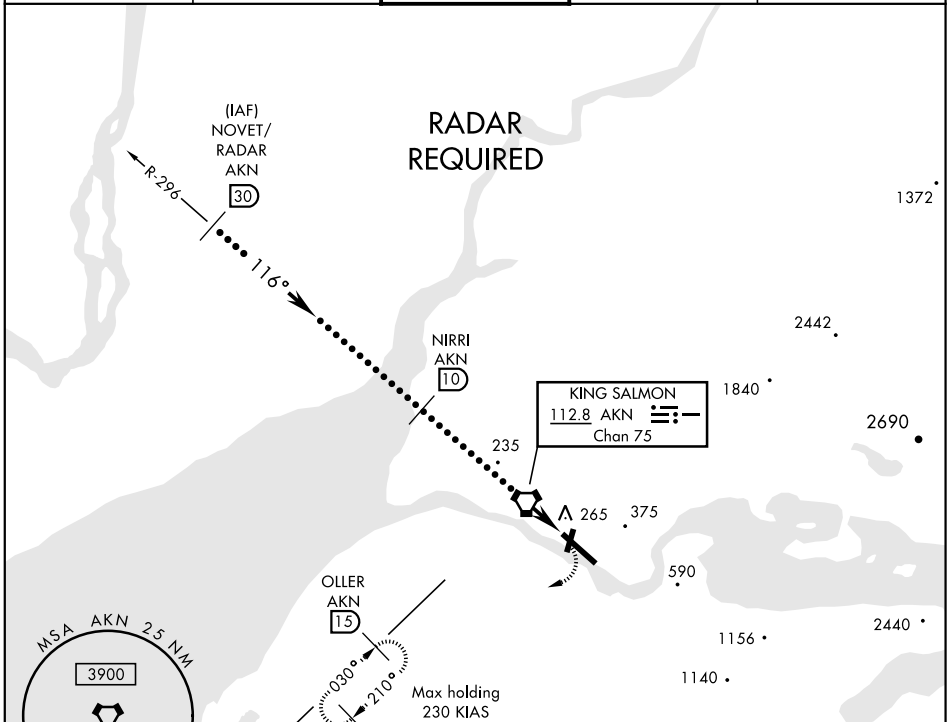 (IAF)
NOVET/
RADAR
AKN
30
R-296
RADAR
REQUIRED
1372
116°
2442
NIRRI
AKN
10
1840
KING SALMON
112.8 AKN
Chan 75
2690
235
265
375
590
OLLER
AKN
15
2440
1156
1140
MSA AKN 25 NM
3900
030°
210°
Max holding
230 KIAS